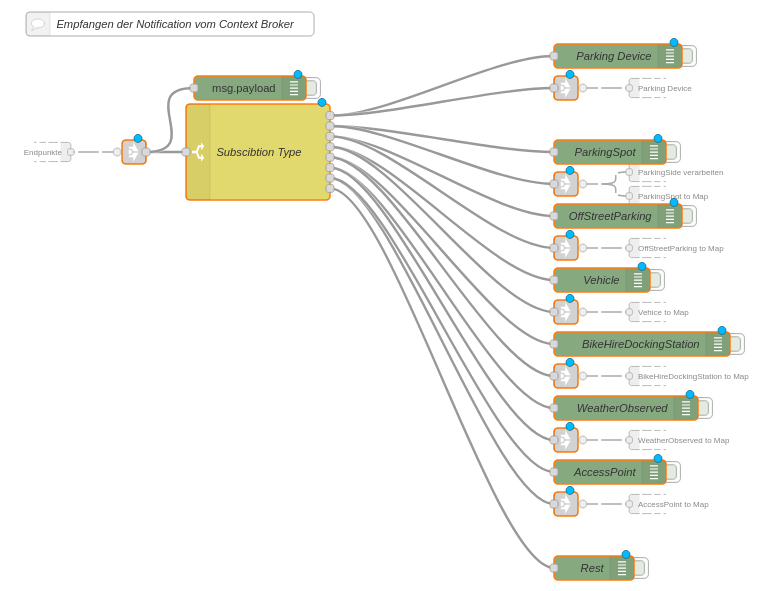 Empfangen der Notification vom Context Broker
msg.payload
Endpunkte
Subscibtion Type
Parking Device
Parking Device
ParkingSpot
ParkingSide verarbeiten
ParkingSpot to Map
OffStreetParking
OffStreetParking to Map
Vehicle
Vehice to Map
BikeHireDockingStation
BikeHireDockingStation to Map
WeatherObserved
WeatherObserved to Map
AccessPoint
AccessPoint to Map
Rest